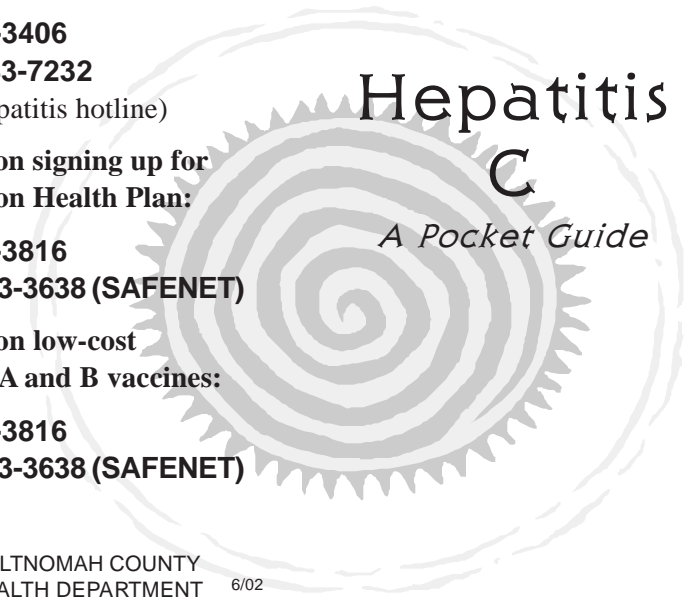 -3406
3-7232
patitis hotline)
on signing up for
on Health Plan:
-3816
3-3638 (SAFENET)
on low-cost
A and B vaccines:
-3816
3-3638 (SAFENET)
LTNOMAH COUNTY
ALTH DEPARTMENT 6/02
Hepatitis
C
A Pocket Guide